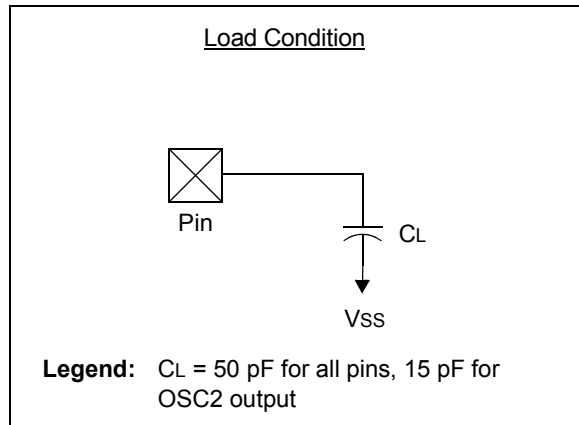 Load Condition
Pin
CL
VSS
Legend: CL = 50 pF for all pins, 15 pF for
OSC2 output